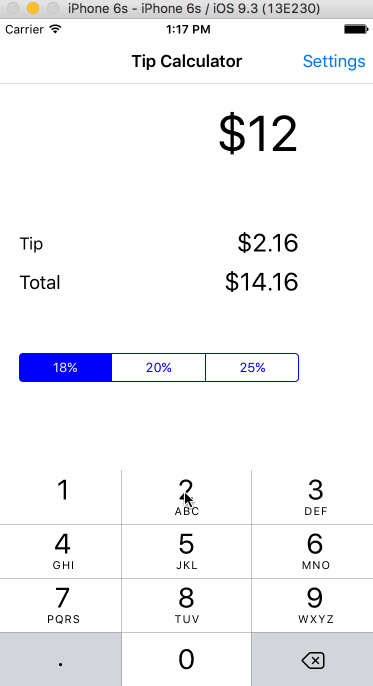 iPhone 6s - iPhone 6s / iOS 9.3 (13E230)
Carrier 1:17 PM
Tip Calculator Settings
$12
Tip $2.16
Total $14.16
18% 20% 25%
1 2 3
ABC DEF
4 5 6
GHI JKL MNO
7 8 9
PQRS TUV WXYZ
. 0